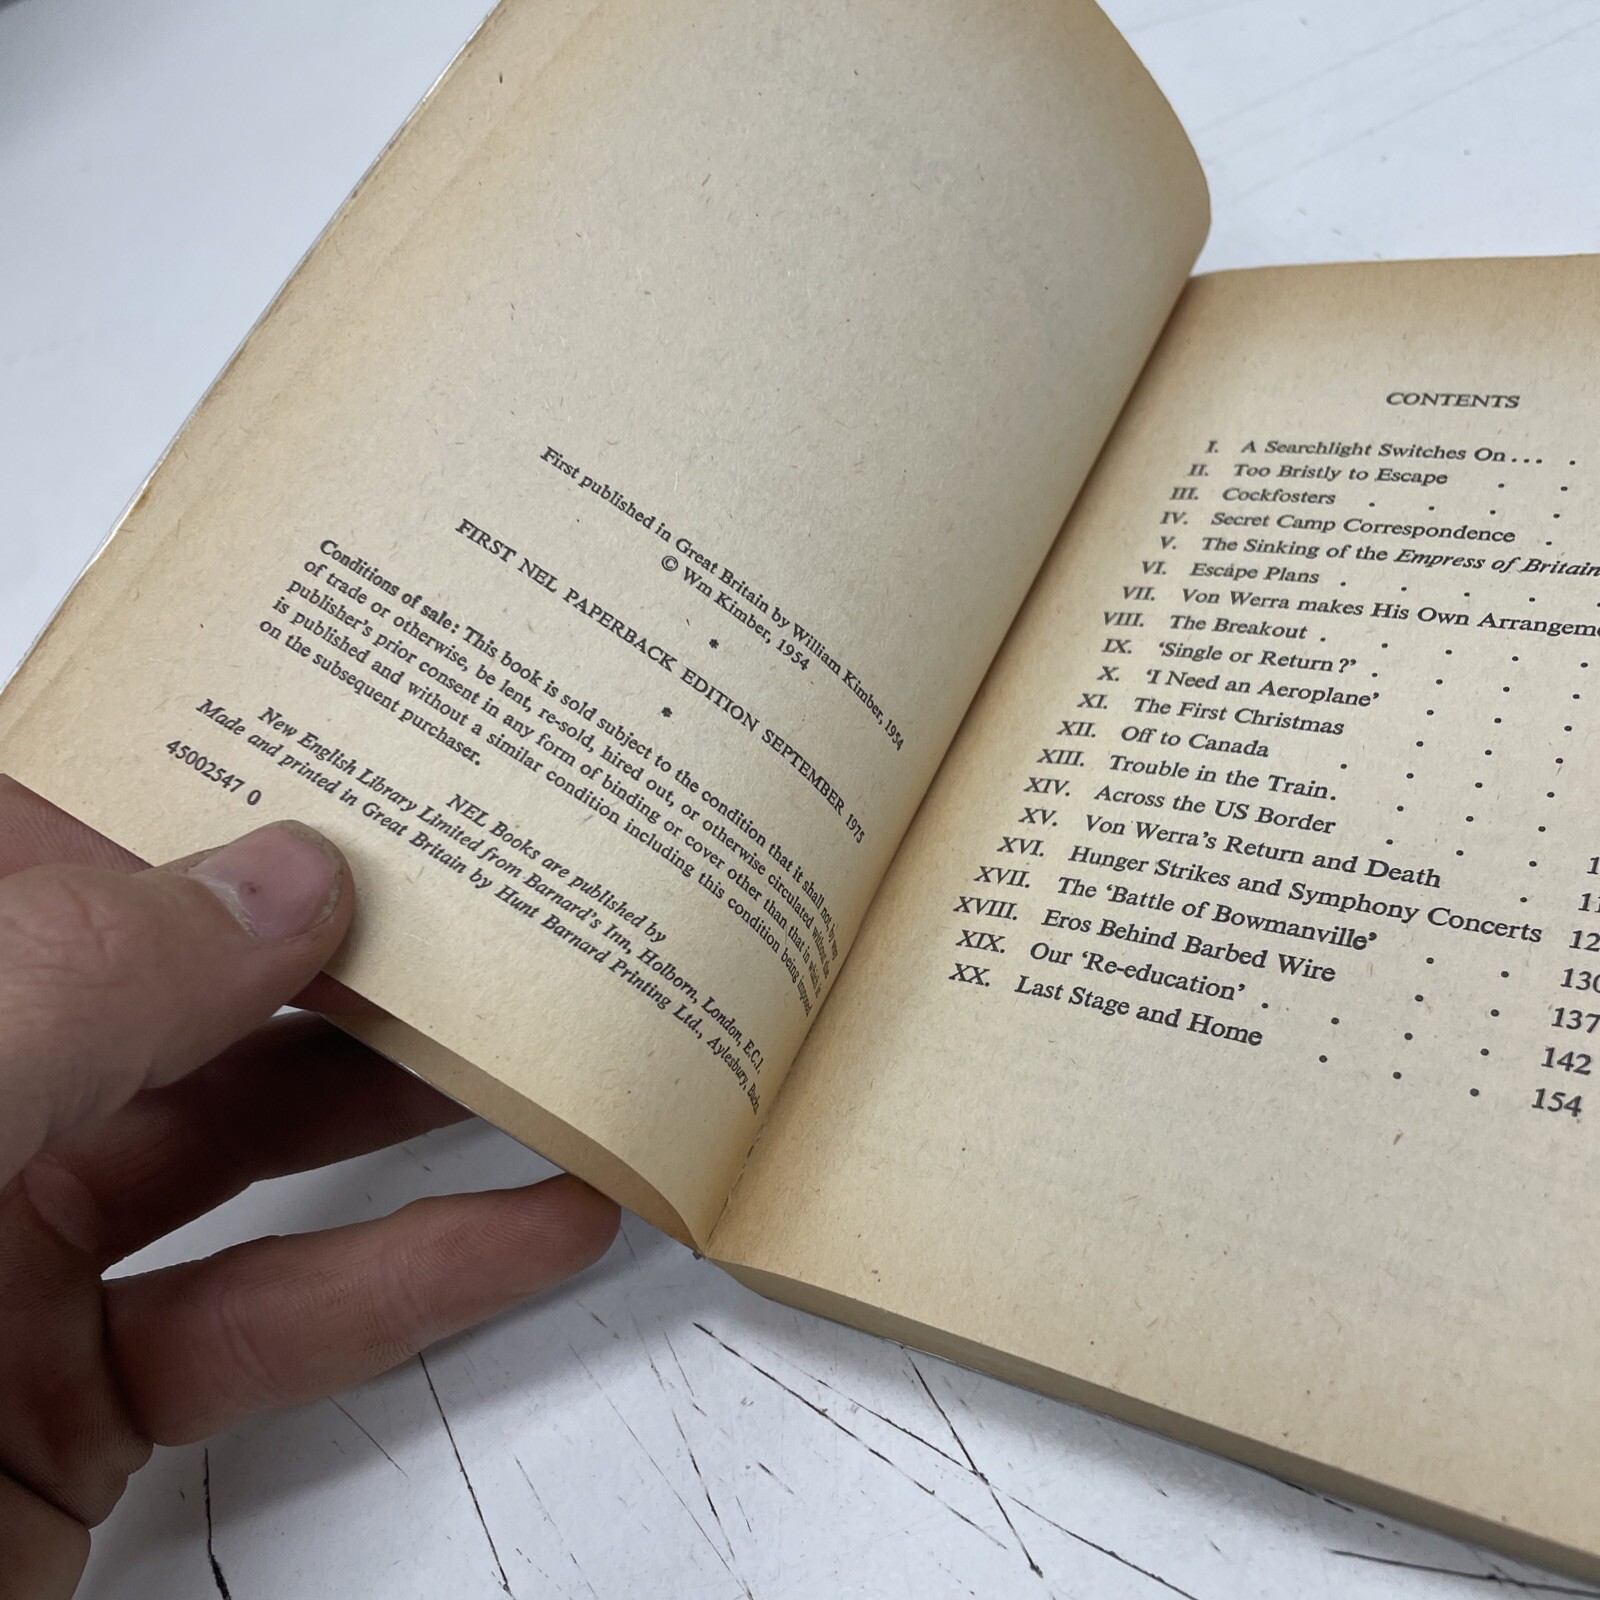 First published in Great Britain by William Kimber, 1954
© Wm Kimber, 1954
*
FIRST NEL PAPERBACK EDITION SEPTEMBER 1975
*
Conditions of sale: This book is sold subject to the condition that it shall not, by way
of trade or otherwise, be lent, re-sold, hired out, or otherwise circulated without the
publisher's prior consent in any form of binding or cover other than that in which it
is published and without a similar condition including this condition being imposed
on the subsequent purchaser.
NEL Books are published by
New English Library Limited from Barnard's Inn, Holborn, London, E.C.1.
Made and printed in Great Britain by Hunt Barnard Printing Ltd., Aylesbury, Bucks.
45002547 0
CONTENTS
I. A Searchlight Switches On... .
II. Too Bristly to Escape . .
III. Cockfosters . . . .
IV. Secret Camp Correspondence .
V. The Sinking of the Empress of Britain
VI. Escape Plans . . . . .
VII. Von Werra makes His Own
VIII. The Breakout . . . . .
IX. 'Single or Return?' . . . .
X. 'I Need an Aeroplane' . . .
XI. The First Christmas . . .
XII. Off to Canada . . . .
XIII. Trouble in the Train. . . .
XIV. Across the US Border . . .
XV. Von Werra's Return and Death .
XVI. Hunger Strikes and Symphony Concerts
XVII. The 'Battle of Bowmanville' . .
XVIII. Eros Behind Barbed Wire . . 130
XIX. Our 'Re-education' . . . . 142
XX. Last Stage and Home . . . 154
137